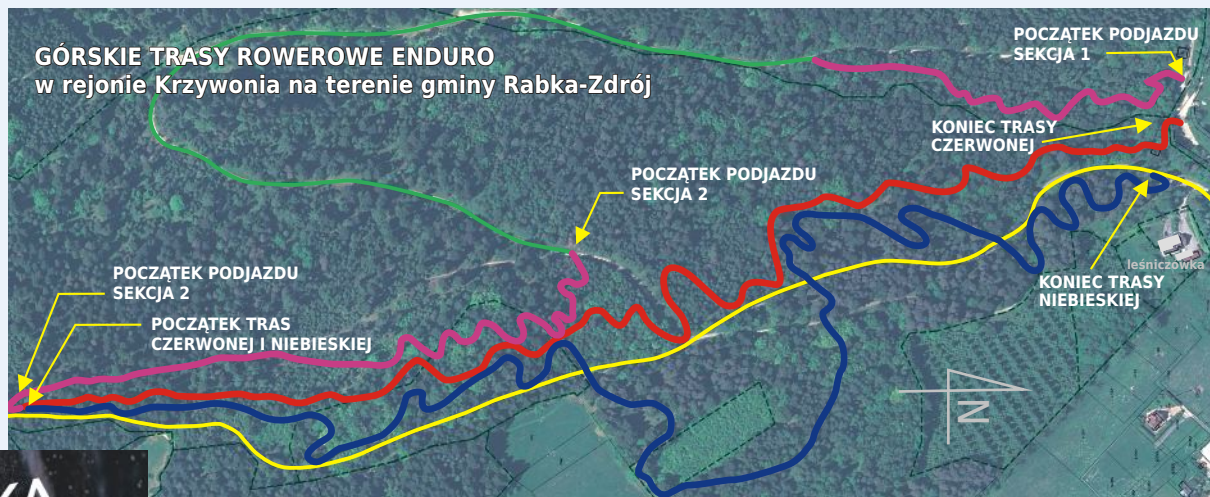 GÓRSKIE TRASY ROWEROWE ENDURO
w rejonie Krzywonia na terenie gminy Rabka-Zdrój
POCZĄTEK PODJAZDU
SEKCJA 1
KONIEC TRASY
CZERWONEJ
POCZĄTEK PODJAZDU
SEKCJA 2
leśniczówka
POCZĄTEK PODJAZDU
SEKCJA 2
KONIEC TRASY
NIEBIESKIEJ
POCZĄTEK TRAS
CZERWONEJ I NIEBIESKIEJ
N